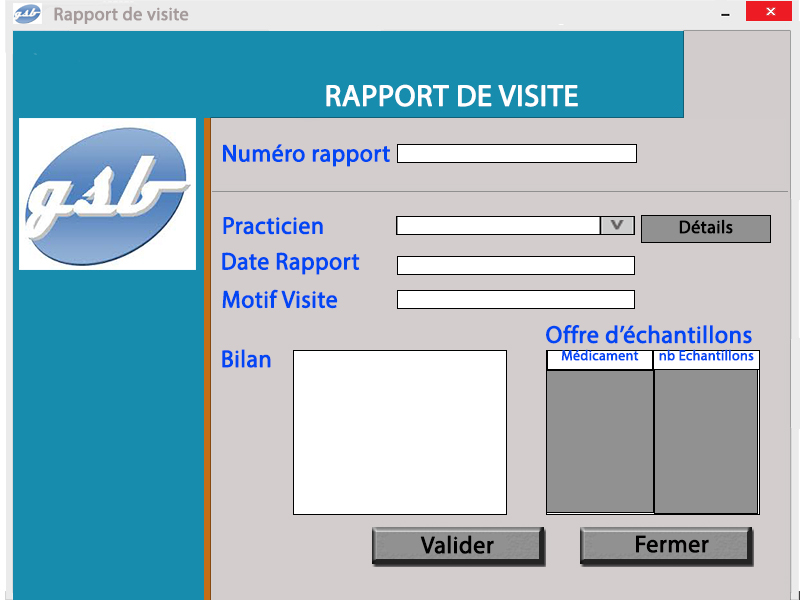 gsb Rapport de visite
RAPPORT DE VISITE
gsb
Numéro rapport
Practicien V Détails
Date Rapport
Motif Visite
Offre d'échantillons
Bilan
Médicament nb Echantillons
Valider Fermer